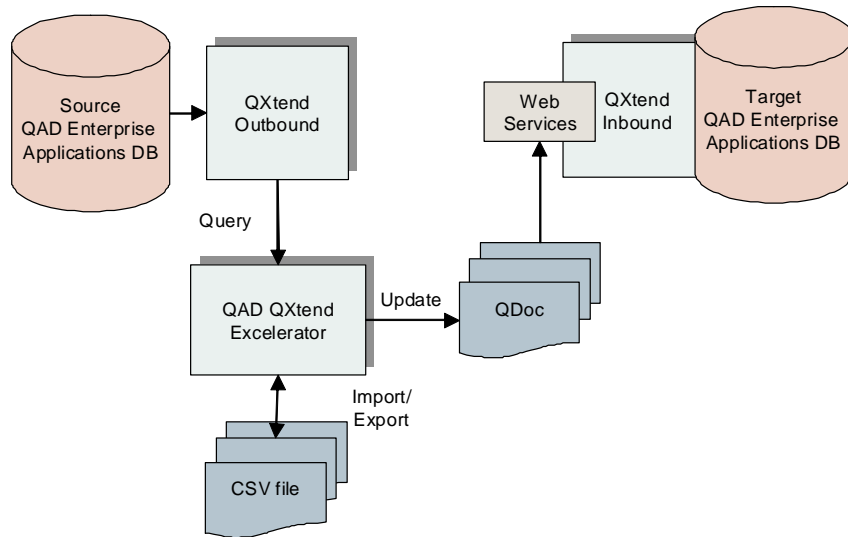 Source
QAD Enterprise
Applications DB
QXtend
Outbound
Web
Services
QXtend
Inbound
Target
QAD Enterprise
Applications DB
Query
QAD QXtend
Excelerator
Update
QDoc
Import/
Export
CSV file